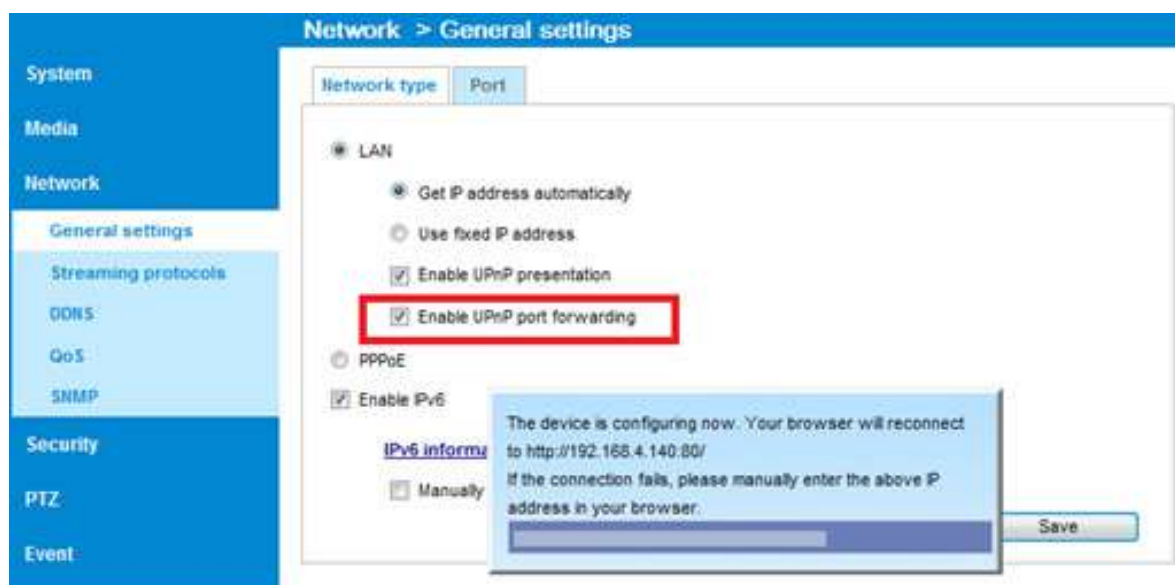 Network > General settings
System
Media
Network
General settings
Streaming protocols
DDNS
QoS
SNMP
Security
PTZ
Event
Network type
Port
LAN
Get IP address automatically
Use fixed IP address
Enable UPnP presentation
Enable UPnP port forwarding
PPPoE
Enable IPv6
IPv6 informa
Manually
The device is configuring now. Your browser will reconnect
to http://192.168.4.140:80/
If the connection fails, please manually enter the above IP
address in your browser.
Save